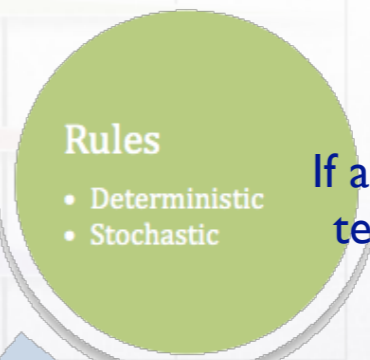 Rules
• Deterministic
• Stochastic
If a
te